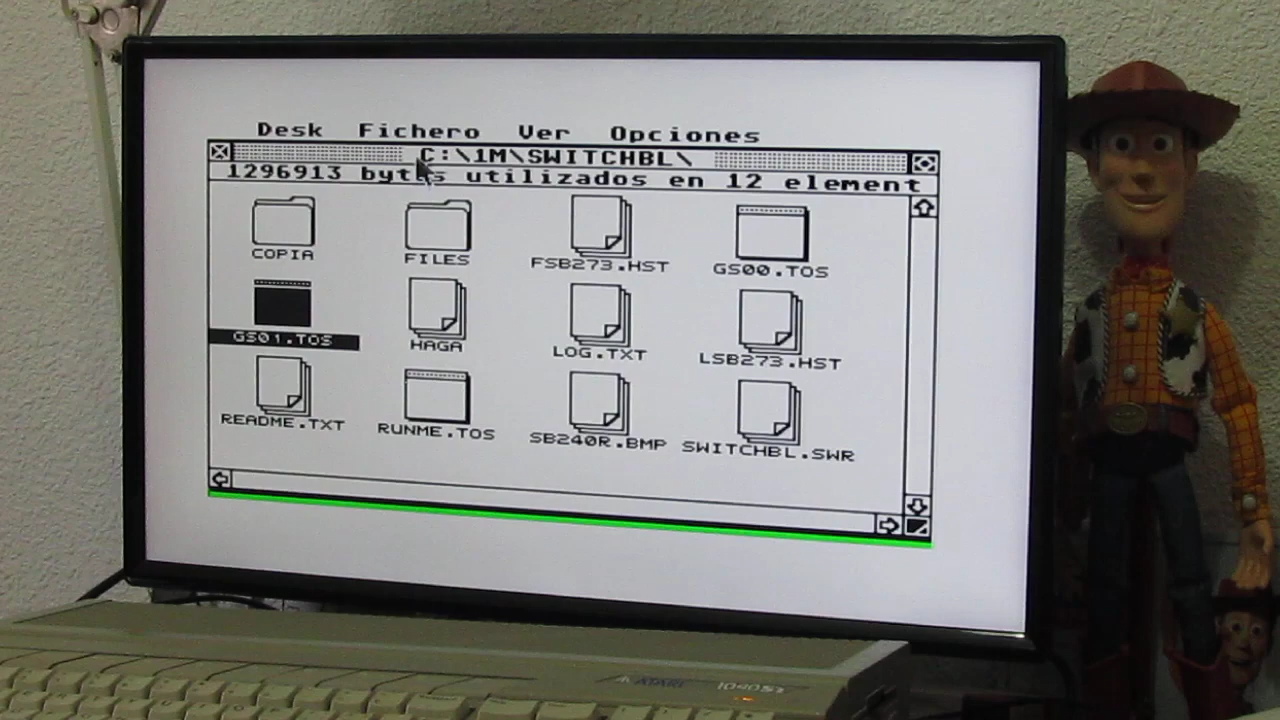 Desk Fichero Ver Opciones
C:\1M\SWITCHBL\
1296913 bytes utilizados en 12 element
COPIA FILES FSB273.HST GS00.TOS
GS01.TOS HAGA LOG.TXT LSB273.HST
README.TXT RUNME.TOS SB240R.BMP SWITCHBL.SWR
ATARI 1040STE